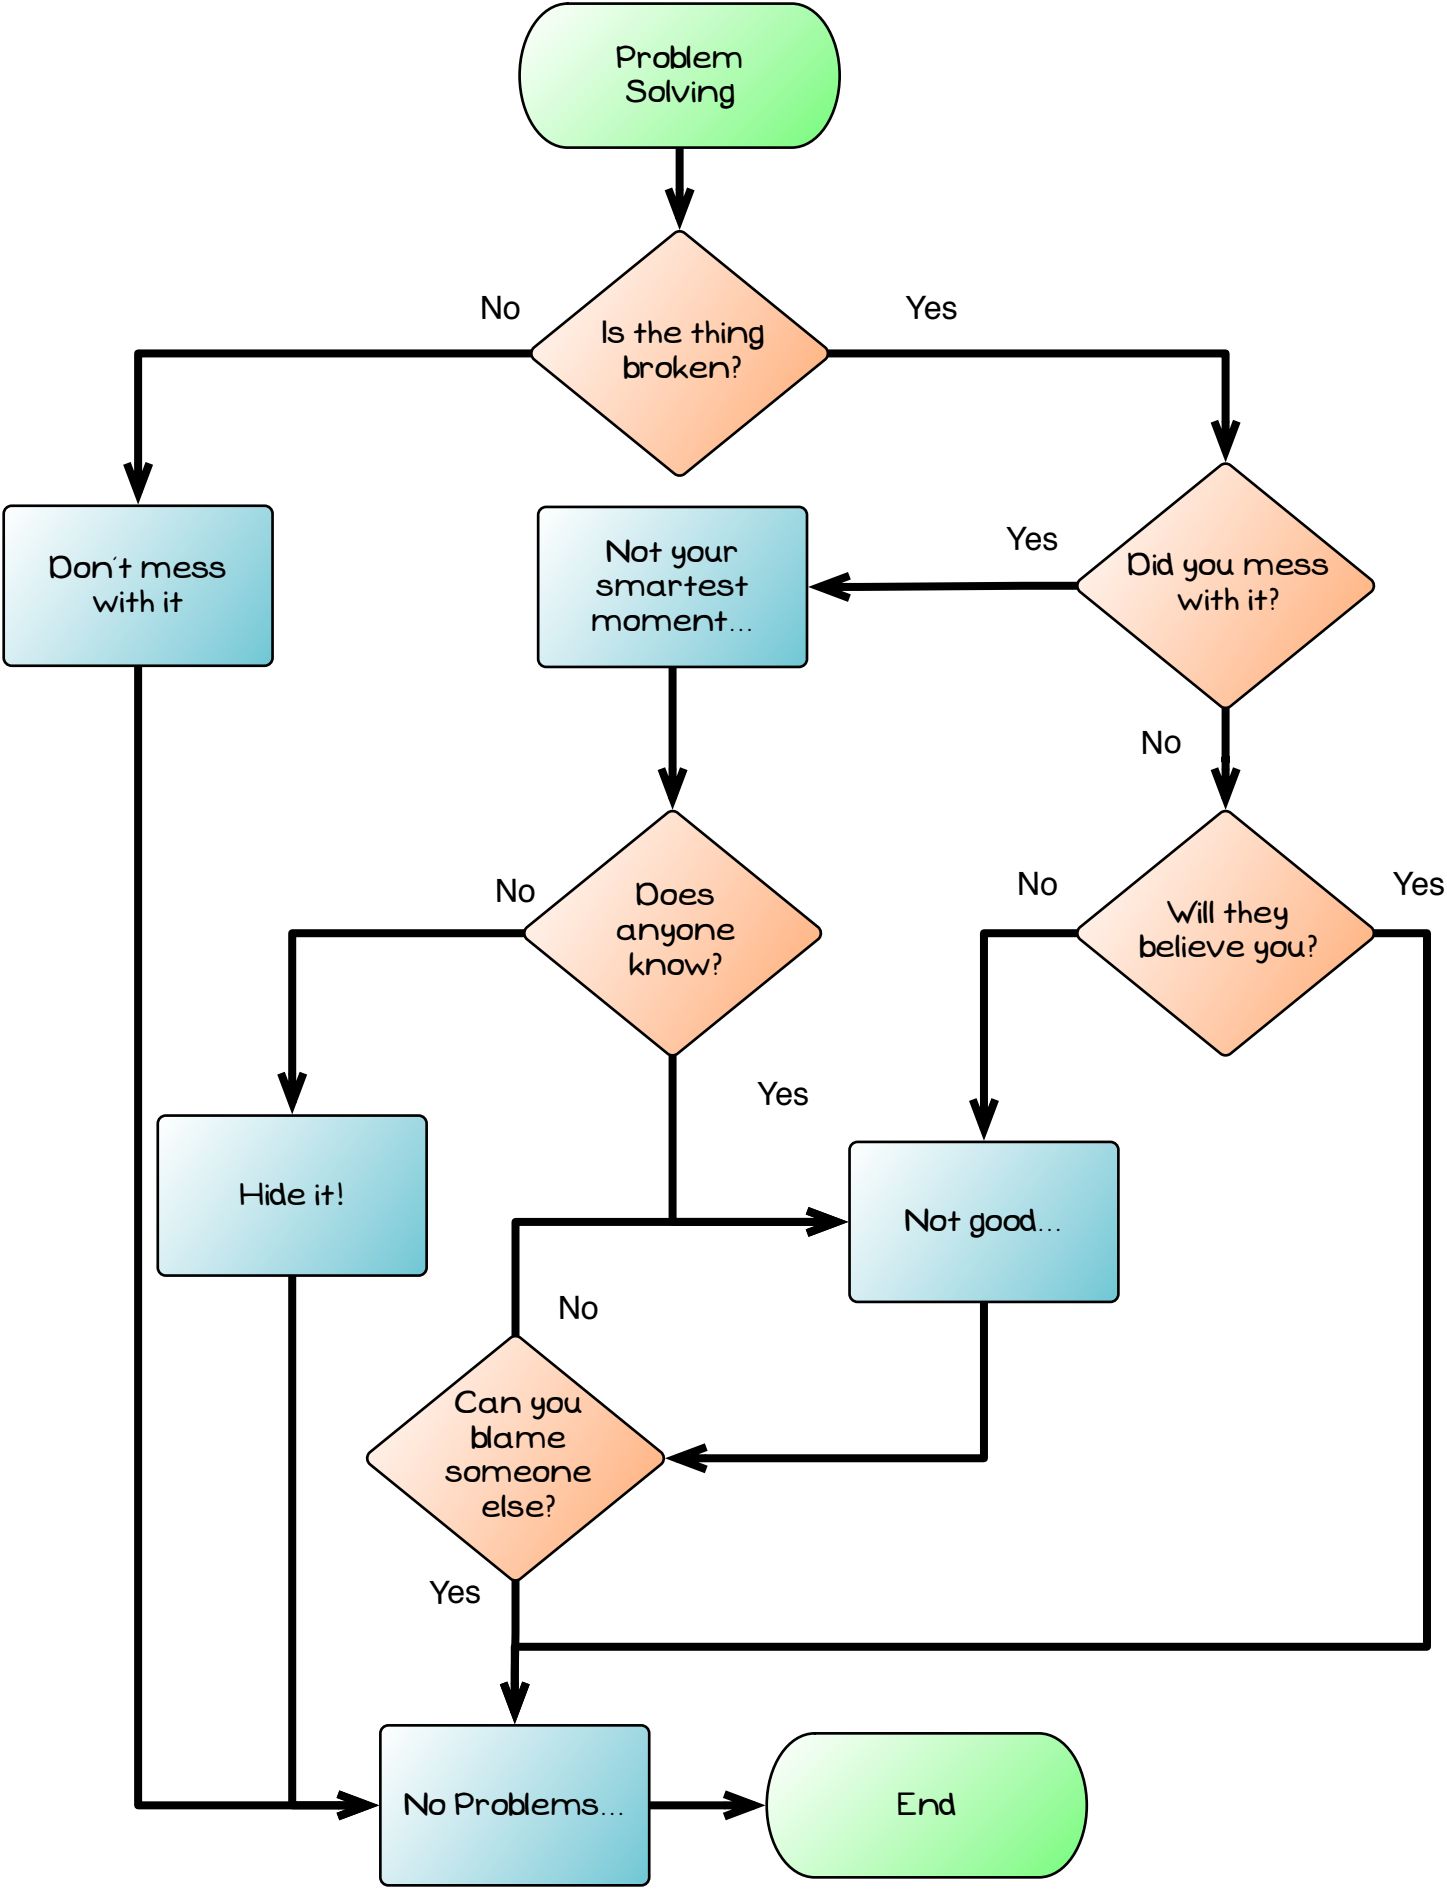 Problem
Solving
No
Yes
Is the thing
broken?
Don't mess
with it
Not your
smartest
moment...
Yes
Did you mess
with it?
No
No
Does
anyone
know?
No
Yes
Will they
believe you?
Yes
Hide it!
Not good...
No
Can you
blame
someone
else?
Yes
No Problems...
End